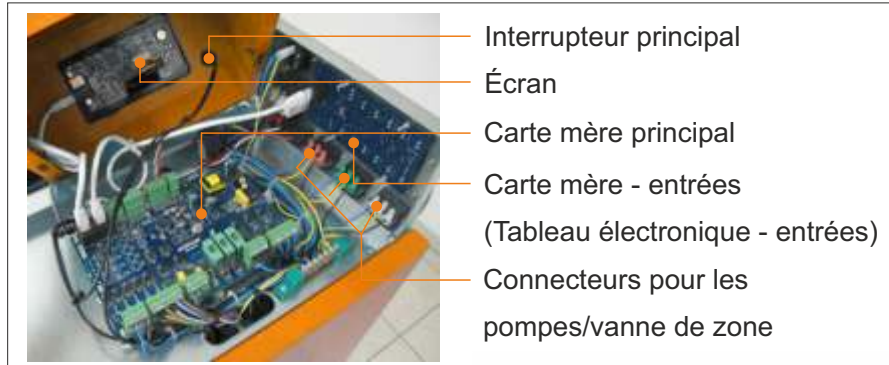 Interrupteur principal
Écran
Carte mère principal
Carte mère - entrées
(Tableau électronique - entrées)
Connecteurs pour les
pompes/vanne de zone